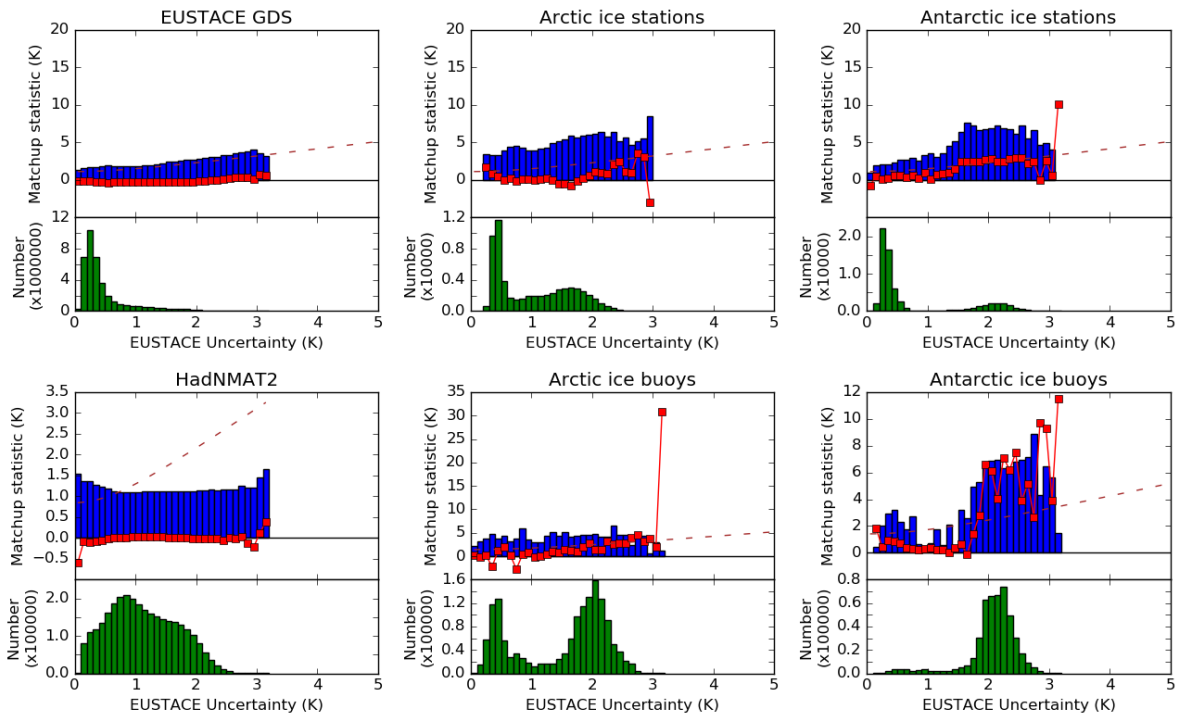 EUSTACE GDS
Arctic ice stations
Antarctic ice stations
Matchup statistic (K)
20
15
10
5
0
Matchup statistic (K)
20
15
10
5
0
Matchup statistic (K)
20
15
10
5
0
Number
(x1000000)
12
8
4
0
Number
(x10000)
1.2
0.8
0.4
0.0
Number
(x10000)
2.0
1.0
0.0
0 1 2 3 4 5
0 1 2 3 4 5
0 1 2 3 4 5
EUSTACE Uncertainty (K)
EUSTACE Uncertainty (K)
EUSTACE Uncertainty (K)
HadNMAT2
Arctic ice buoys
Antarctic ice buoys
Matchup statistic (K)
3.5
3.0
2.5
2.0
1.5
1.0
0.5
0.0
−0.5
Matchup statistic (K)
35
30
25
20
15
10
5
0
Matchup statistic (K)
12
10
8
6
4
2
0
Number
(x100000)
2.0
1.0
0.0
Number
(x100000)
1.6
1.2
0.8
0.4
0.0
Number
(x100000)
0.8
0.6
0.4
0.2
0.0
0 1 2 3 4 5
0 1 2 3 4 5
0 1 2 3 4 5
EUSTACE Uncertainty (K)
EUSTACE Uncertainty (K)
EUSTACE Uncertainty (K)